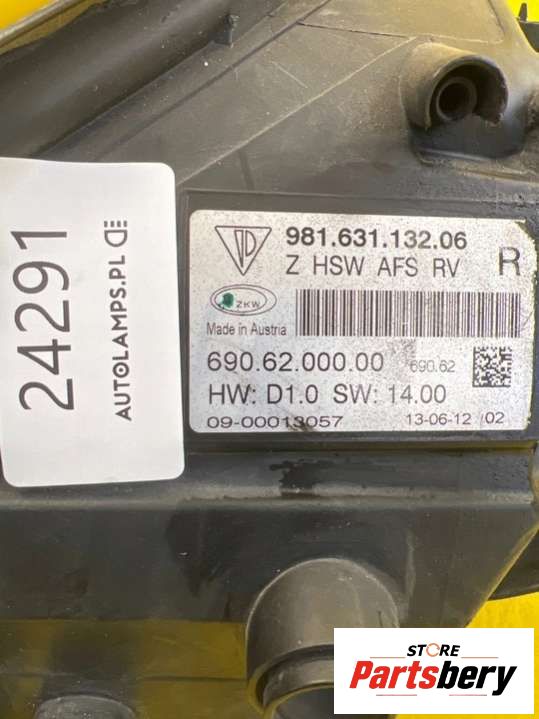 24291
AUTOLAMPS.PL
981.631.132.06
Z HSW AFS RV R
ZKW
Made in Austria
690.62.000.00 690.62
HW: D1.0 SW: 14.00
09-00013057 13-06-12 /02
STORE
Partsbery